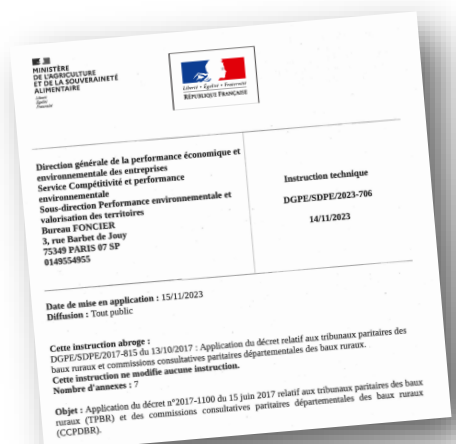 MINISTÈRE
DE L'AGRICULTURE
ET DE LA SOUVERAINETÉ
ALIMENTAIRE
Liberté
Égalité
Fraternité
Liberté • Égalité • Fraternité
RÉPUBLIQUE FRANÇAISE
Direction générale de la performance économique et
environnementale des entreprises
Service Compétitivité et performance
environnementale
Sous-direction Performance environnementale et
valorisation des territoires
Bureau FONCIER
3, rue Barbet de Jouy
75349 PARIS 07 SP
0149554955
Instruction technique
DGPE/SDPE/2023-706
14/11/2023
Date de mise en application : 15/11/2023
Diffusion : Tout public
Cette instruction abroge :
DGPE/SDPE/2017-815 du 13/10/2017 : Application du décret relatif aux tribunaux paritaires des
baux ruraux et commissions consultatives paritaires départementales des baux ruraux.
Cette instruction ne modifie aucune instruction.
Nombre d'annexes : 7
Objet : Application du décret n°2017-1100 du 15 juin 2017 relatif aux tribunaux paritaires des baux
ruraux (TPBR) et des commissions consultatives paritaires départementales des baux ruraux
(CCPDBR).